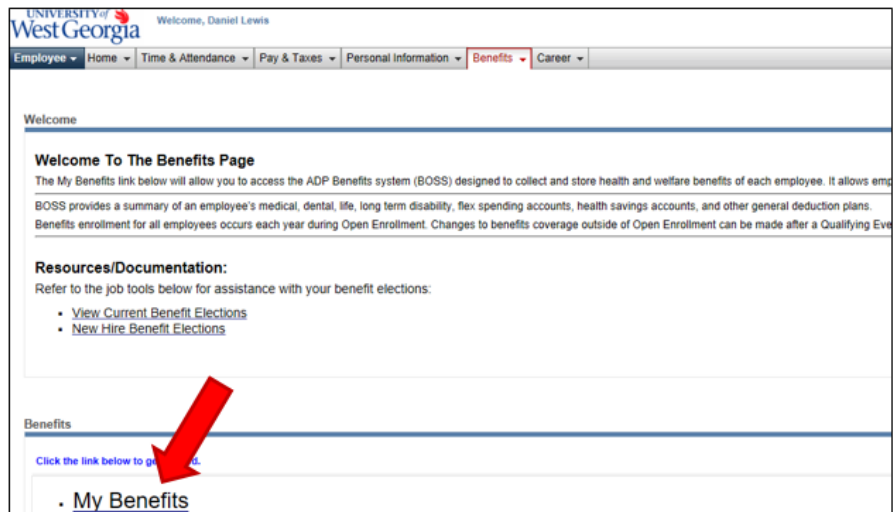 UNIVERSITY of
West Georgia
Welcome, Daniel Lewis
Employee Home Time & Attendance Pay & Taxes Personal Information Benefits Career
Welcome
Welcome To The Benefits Page
The My Benefits link below will allow you to access the ADP Benefits system (BOSS) designed to collect and store health and welfare benefits of each employee. It allows emp
BOSS provides a summary of an employee's medical, dental, life, long term disability, flex spending accounts, health savings accounts, and other general deduction plans.
Benefits enrollment for all employees occurs each year during Open Enrollment. Changes to benefits coverage outside of Open Enrollment can be made after a Qualifying Eve
Resources/Documentation:
Refer to the job tools below for assistance with your benefit elections:
• View Current Benefit Elections
• New Hire Benefit Elections
Benefits
Click the link below to
• My Benefits